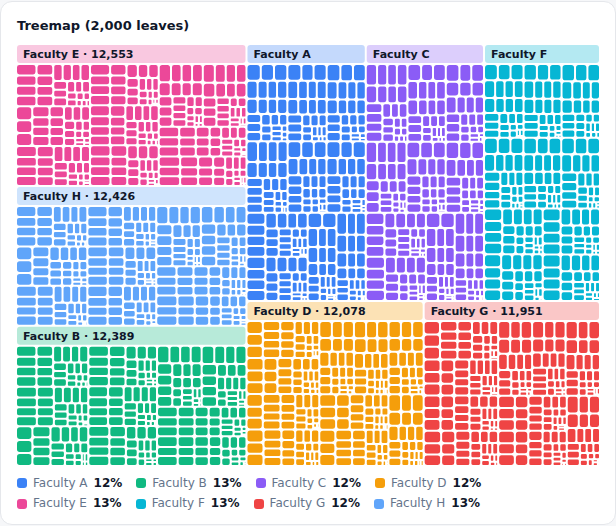 Treemap (2,000 leaves)
Faculty E · 12,553
Faculty A
Faculty C
Faculty F
Faculty H · 12,426
Faculty D · 12,078
Faculty G · 11,951
Faculty B · 12,389
Faculty A 12% Faculty B 13% Faculty C 12% Faculty D 12%
Faculty E 13% Faculty F 13% Faculty G 12% Faculty H 13%